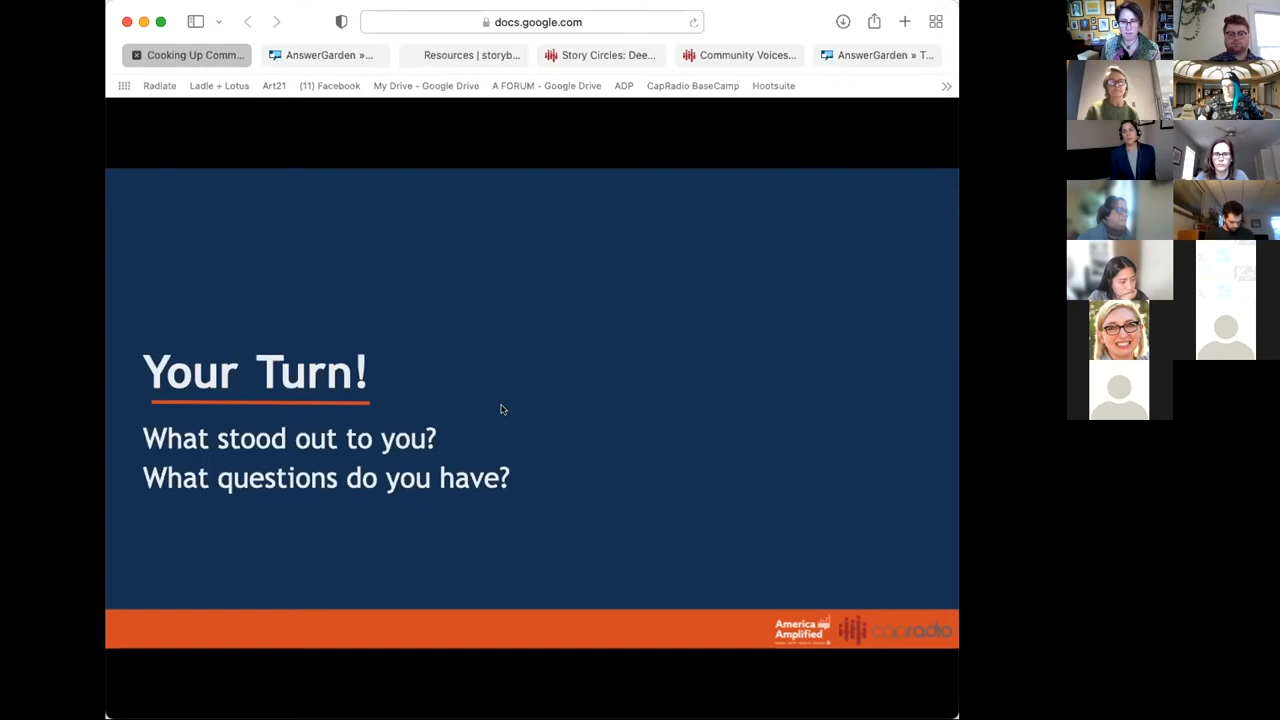 docs.google.com
Cooking Up Comm...
AnswerGarden »...
Resources | storyb...
Story Circles: Dee...
Community Voices...
AnswerGarden » T...
Radiate
Ladle + Lotus
Art21
(11) Facebook
My Drive - Google Drive
A FORUM - Google Drive
ADP
CapRadio BaseCamp
Hootsuite
Your Turn!
What stood out to you?
What questions do you have?
America
Amplified
capradio